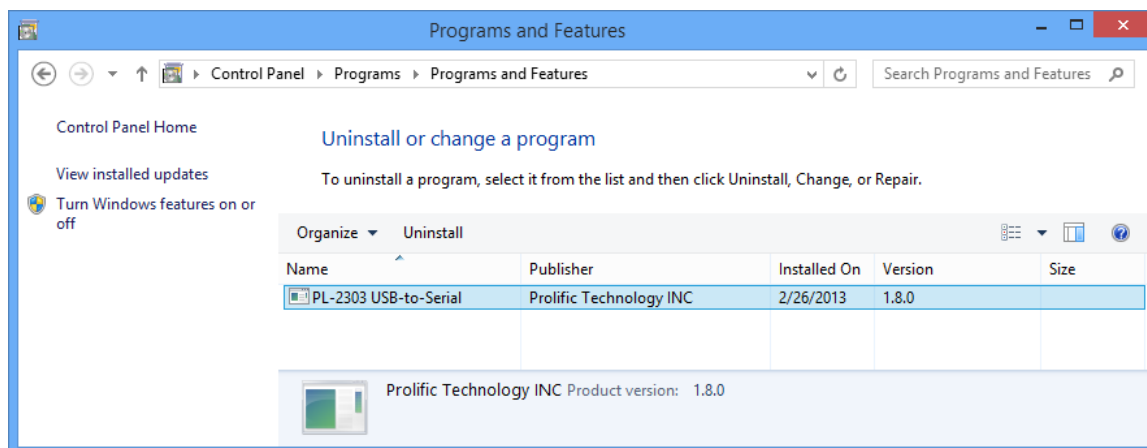 Programs and Features
Control Panel Programs Programs and Features
Search Programs and Features
Control Panel Home
View installed updates
Turn Windows features on or
off
Uninstall or change a program
To uninstall a program, select it from the list and then click Uninstall, Change, or Repair.
Organize Uninstall
Name Publisher Installed On Version Size
PL-2303 USB-to-Serial Prolific Technology INC 2/26/2013 1.8.0
Prolific Technology INC Product version: 1.8.0